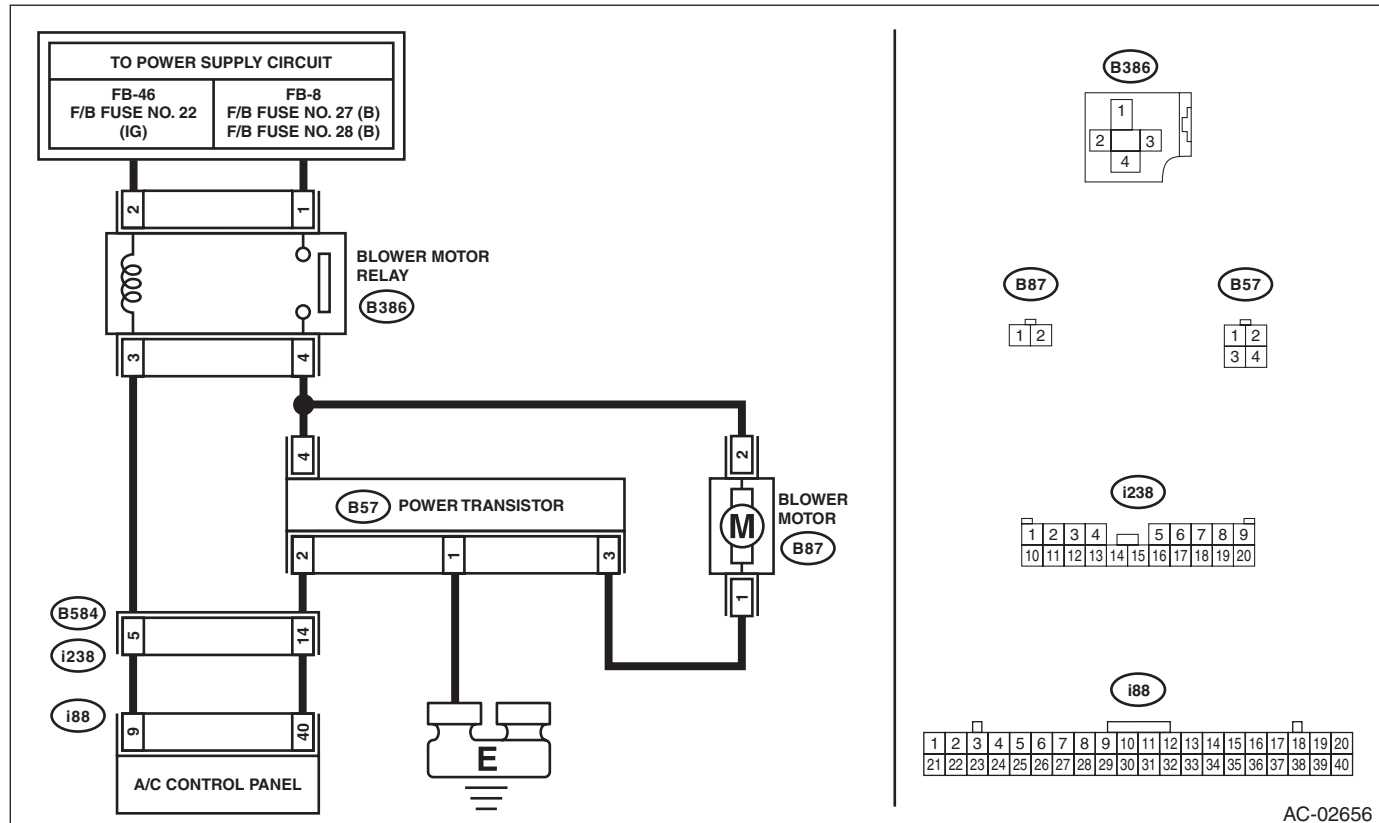 TO POWER SUPPLY CIRCUIT
FB-46
F/B FUSE NO. 22
(IG)
FB-8
F/B FUSE NO. 27 (B)
F/B FUSE NO. 28 (B)
2 1
BLOWER MOTOR
RELAY
B386
3 4
4
B57 POWER TRANSISTOR
2 1 3
2
M
BLOWER
MOTOR
B87
1
B584
5 14
i238
i88
9 40
A/C CONTROL PANEL
E
B386
1
2 3
4
B87
1 2
B57
1 2
3 4
i238
1 2 3 4 5 6 7 8 9
10 11 12 13 14 15 16 17 18 19 20
i88
1 2 3 4 5 6 7 8 9 10 11 12 13 14 15 16 17 18 19 20
21 22 23 24 25 26 27 28 29 30 31 32 33 34 35 36 37 38 39 40
AC-02656